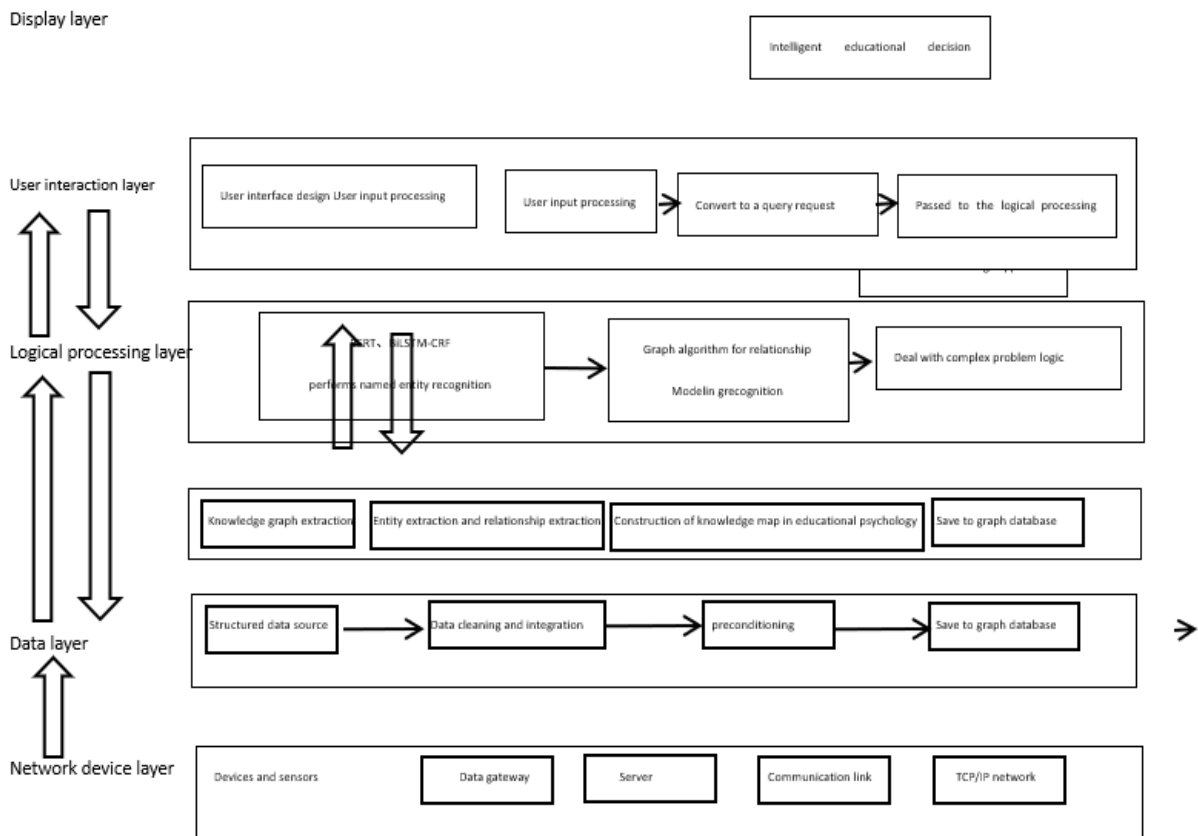 Display layer
Intelligent educational decision
User interaction layer
User interface design User input processing
User input processing
Convert to a query request
Passed to the logical processing
Logical processing layer
BiLSTM-CRF
performs named entity recognition
Graph algorithm for relationship
Modelin grecognition
Deal with complex problem logic
Knowledge graph extraction
Entity extraction and relationship extraction
Construction of knowledge map in educational psychology
Save to graph database
Data layer
Structured data source
Data cleaning and integration
preconditioning
Save to graph database
Network device layer
Devices and sensors
Data gateway
Server
Communication link
TCP/IP network